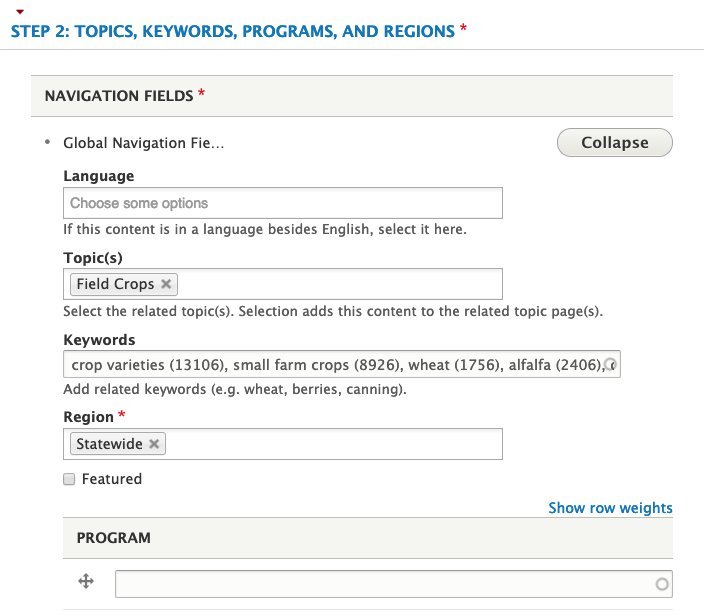 STEP 2: TOPICS, KEYWORDS, PROGRAMS, AND REGIONS *
NAVIGATION FIELDS *
Global Navigation Fie...
Collapse
Language
Choose some options
If this content is in a language besides English, select it here.
Topic(s)
Field Crops ×
Select the related topic(s). Selection adds this content to the related topic page(s).
Keywords
crop varieties (13106), small farm crops (8926), wheat (1756), alfalfa (2406),
Add related keywords (e.g. wheat, berries, canning).
Region *
Statewide ×
Featured
Show row weights
PROGRAM